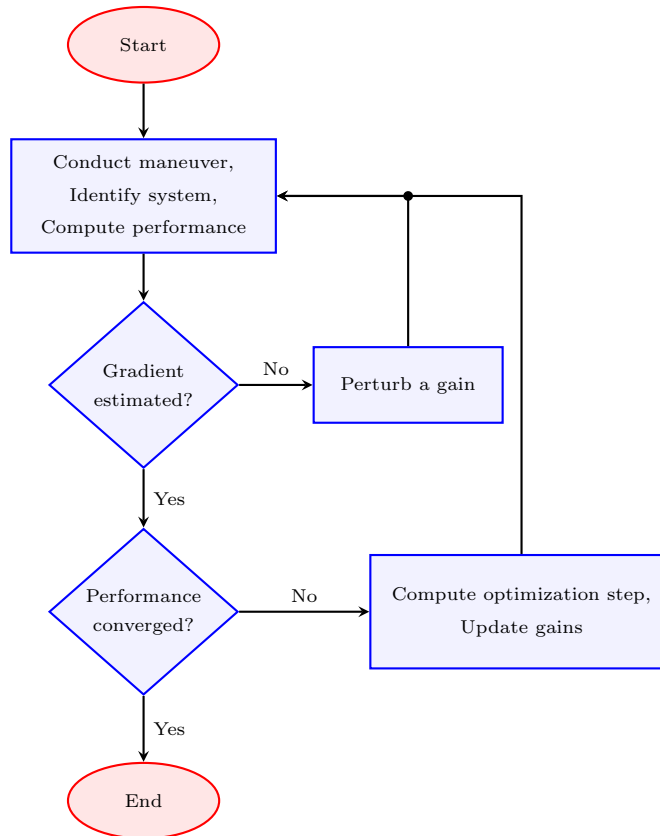 Start
Conduct maneuver,
Identify system,
Compute performance
Gradient
estimated?
No
Perturb a gain
Yes
Performance
converged?
No
Compute optimization step,
Update gains
Yes
End